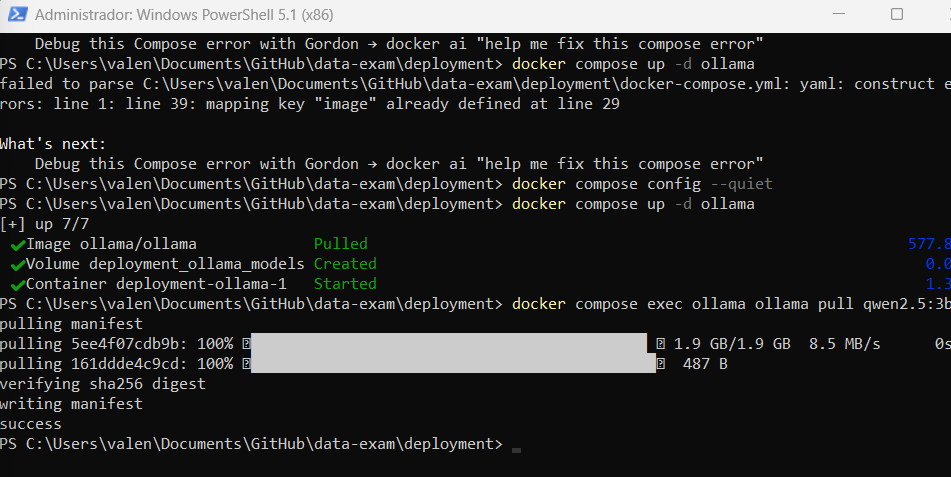 Administrador: Windows PowerShell 5.1 (x86)
Debug this Compose error with Gordon → docker ai "help me fix this compose error"
PS C:\Users\valen\Documents\GitHub\data-exam\deployment> docker compose up -d ollama
failed to parse C:\Users\valen\Documents\GitHub\data-exam\deployment\docker-compose.yml: yaml: construct e
rors: line 1: line 39: mapping key "image" already defined at line 29
What's next:
Debug this Compose error with Gordon → docker ai "help me fix this compose error"
PS C:\Users\valen\Documents\GitHub\data-exam\deployment> docker compose config --quiet
PS C:\Users\valen\Documents\GitHub\data-exam\deployment> docker compose up -d ollama
[+] up 7/7
✔Image ollama/ollama Pulled 577.8
✔Volume deployment_ollama_models Created 0.0
✔Container deployment-ollama-1 Started 1.3
PS C:\Users\valen\Documents\GitHub\data-exam\deployment> docker compose exec ollama ollama pull qwen2.5:3b
pulling manifest
pulling 5ee4f07cdb9b: 100% 1.9 GB/1.9 GB 8.5 MB/s 0s
pulling 161ddde4c9cd: 100% 487 B
verifying sha256 digest
writing manifest
success
PS C:\Users\valen\Documents\GitHub\data-exam\deployment>